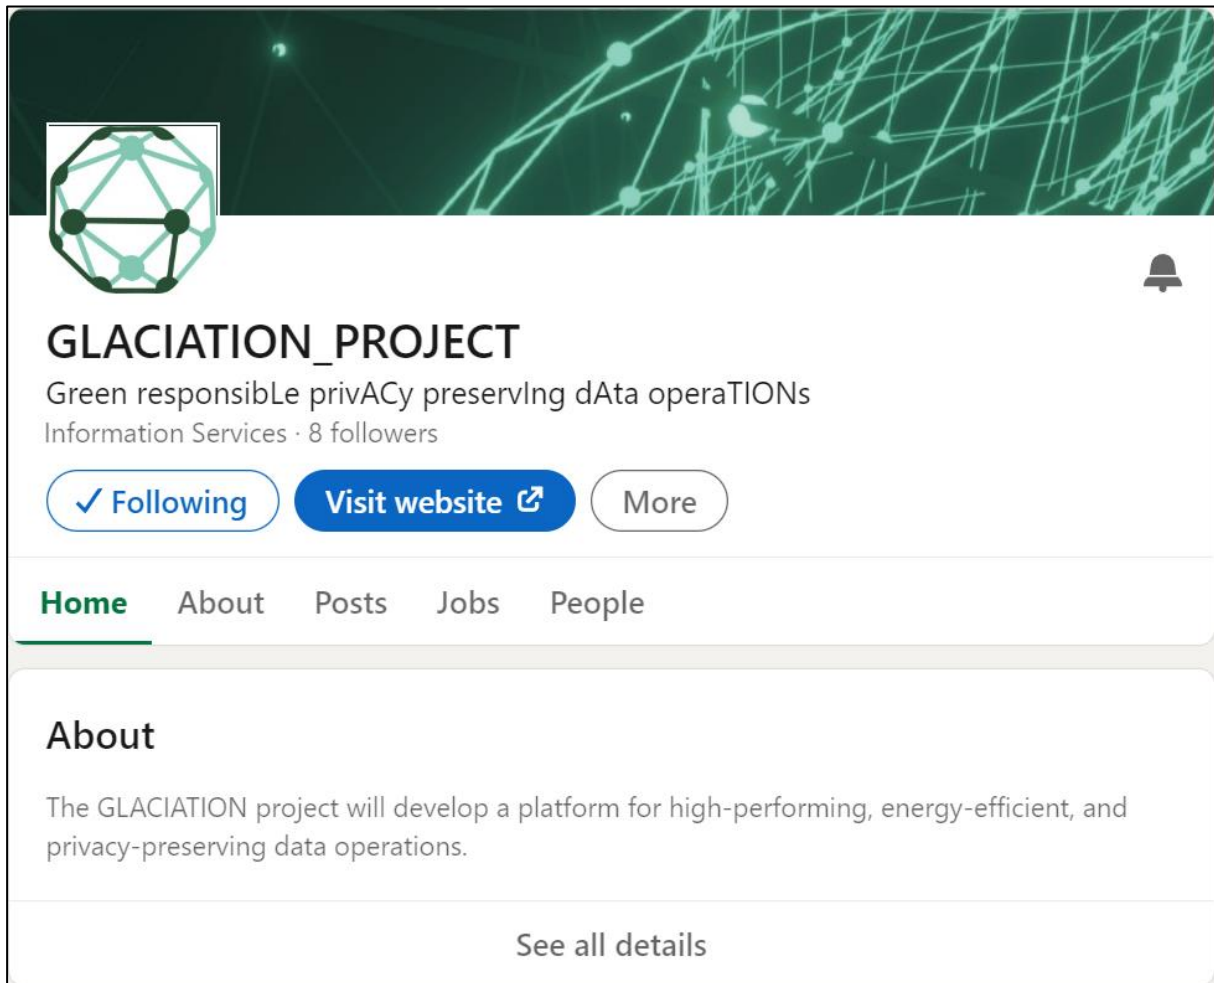 GLACIATION_PROJECT
Green responsibLe privACy preservIng dAta operaTIONs
Information Services · 8 followers
✓ Following Visit website More
Home About Posts Jobs People
About
The GLACIATION project will develop a platform for high-performing, energy-efficient, and
privacy-preserving data operations.
See all details